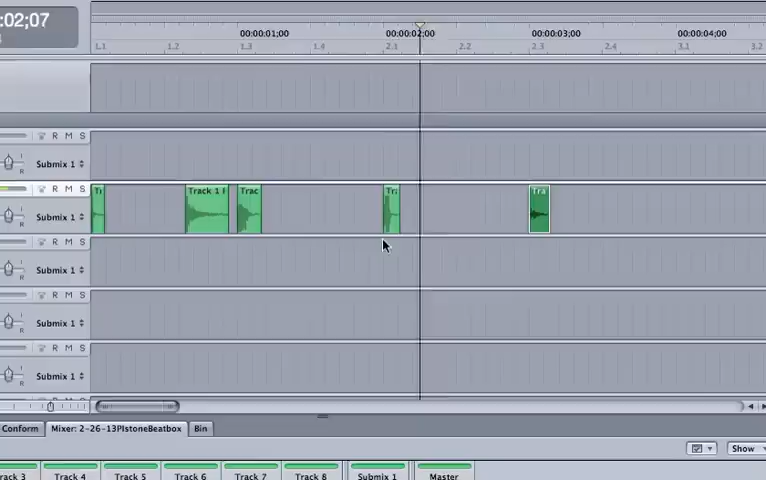 :02;07
00:00:01;00 00:00:02;00 00:00:03;00 00:00:04;00
1.1 1.2 1.3 1.4 2.1 2.2 2.3 2.4 3.1 3.2
R M S
Submix 1
R M S
Tr Track 1 Trac Tra Tra
Submix 1
R
R M S
Submix 1
R
R M S
Submix 1
R
R M S
Submix 1
R
Conform Mixer: 2-26-13PIstoneBeatbox Bin
Show
rack 3 Track 4 Track 5 Track 6 Track 7 Track 8 Submix 1 Master